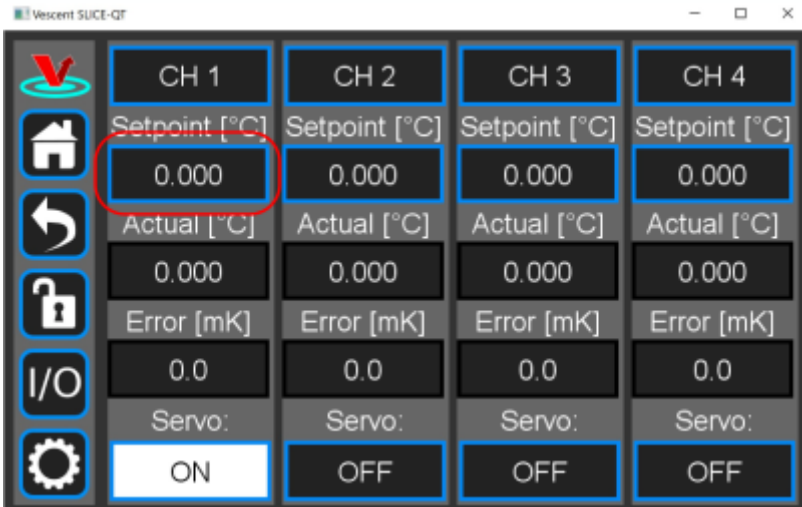 Vescent SLICE-QT
CH 1 CH 2 CH 3 CH 4
Setpoint [°C] Setpoint [°C] Setpoint [°C] Setpoint [°C]
0.000 0.000 0.000 0.000
Actual [°C] Actual [°C] Actual [°C] Actual [°C]
0.000 0.000 0.000 0.000
Error [mK] Error [mK] Error [mK] Error [mK]
I/O 0.0 0.0 0.0 0.0
Servo: Servo: Servo: Servo:
ON OFF OFF OFF